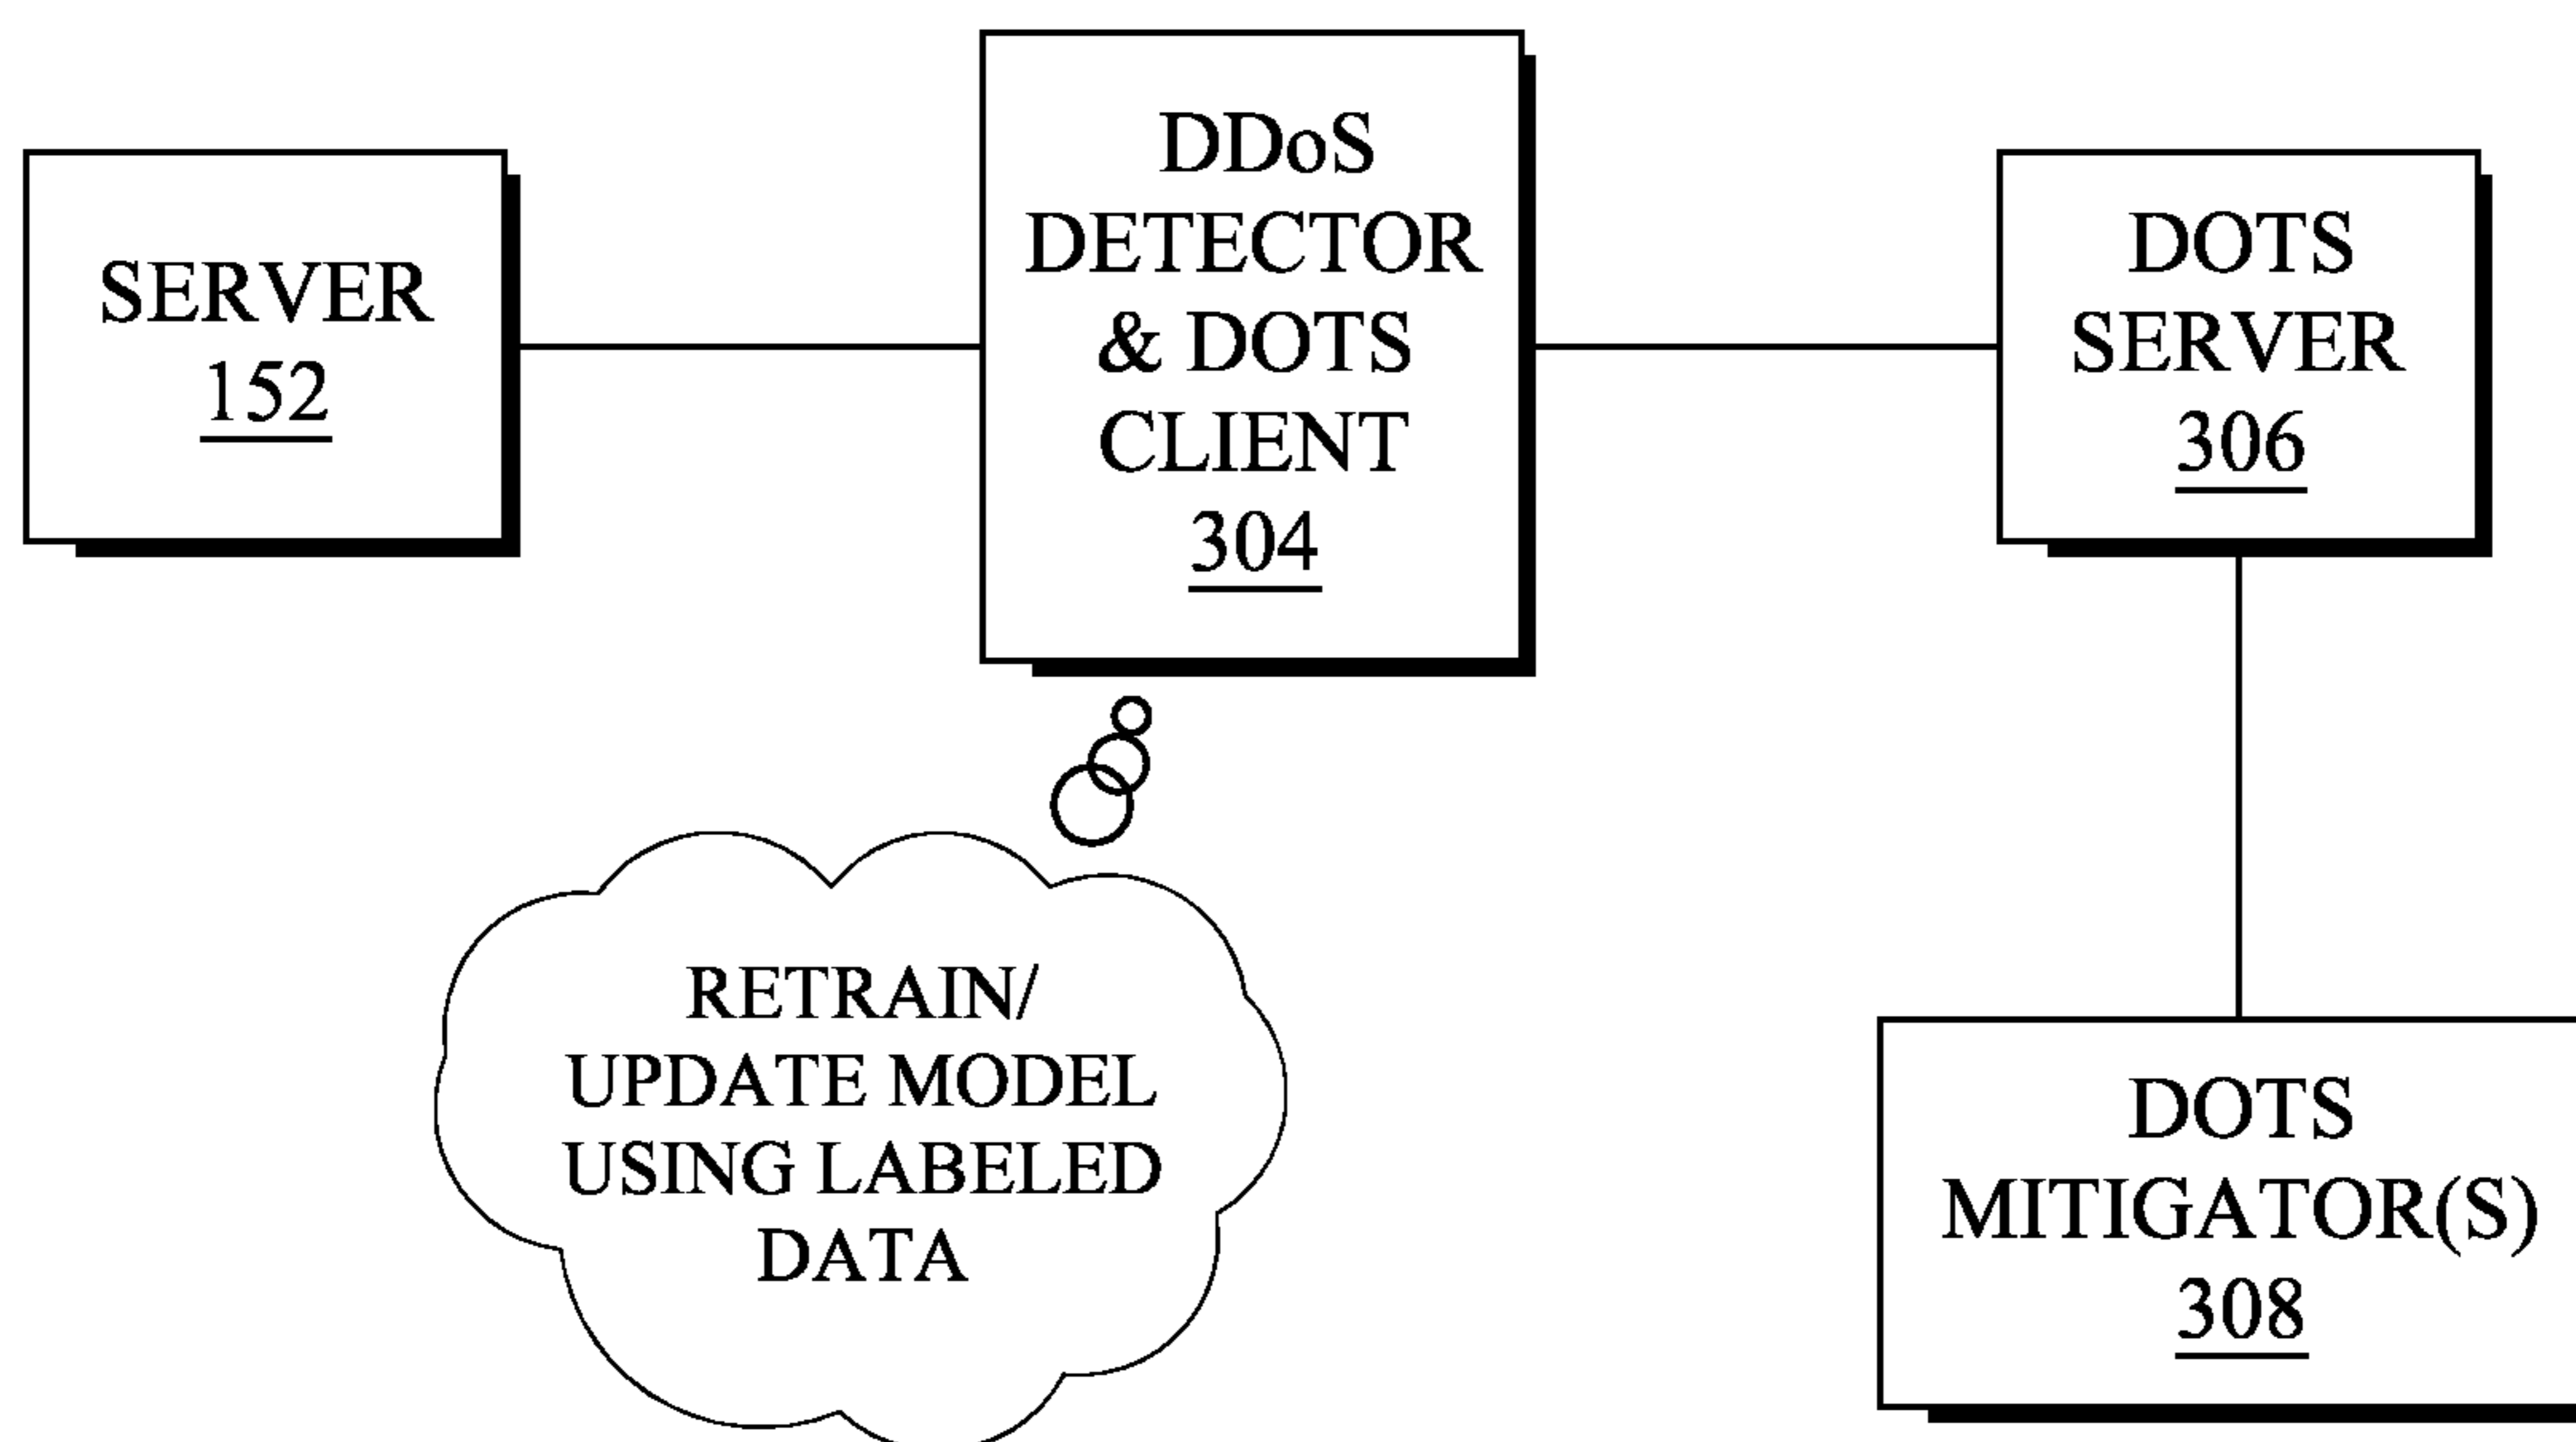 SERVER
152
DDoS
DETECTOR
& DOTS
CLIENT
304
DOTS
SERVER
306
RETRAIN/
UPDATE MODEL
USING LABELED
DATA
DOTS
MITIGATOR(S)
308